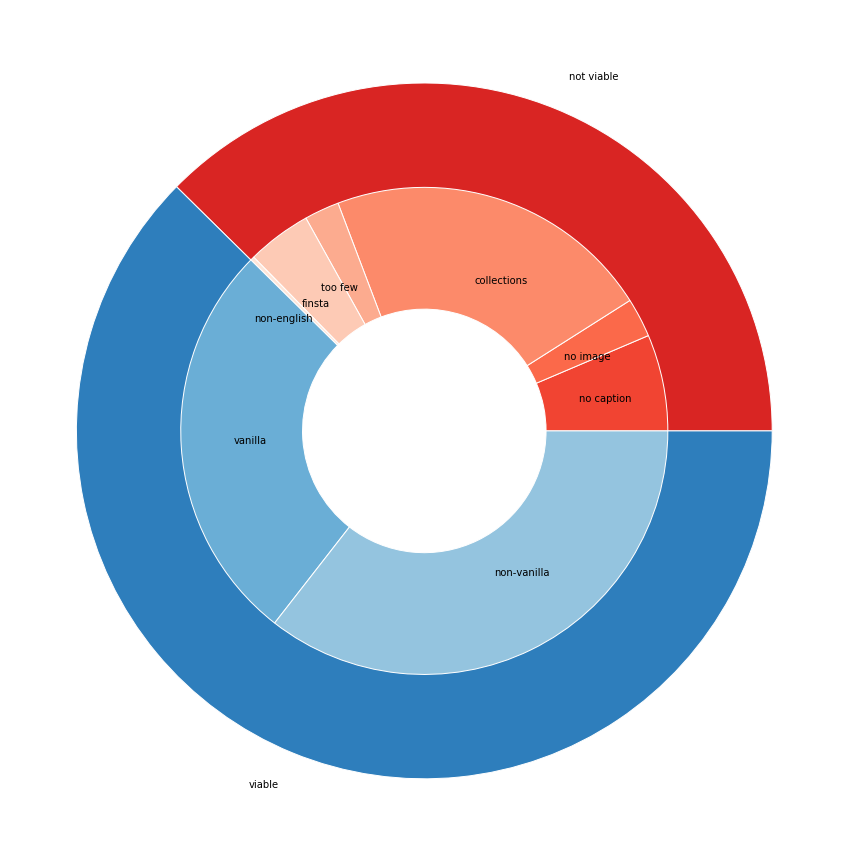 not viable
collections
too few
finsta
non-english
no image
no caption
vanilla
non-vanilla
viable